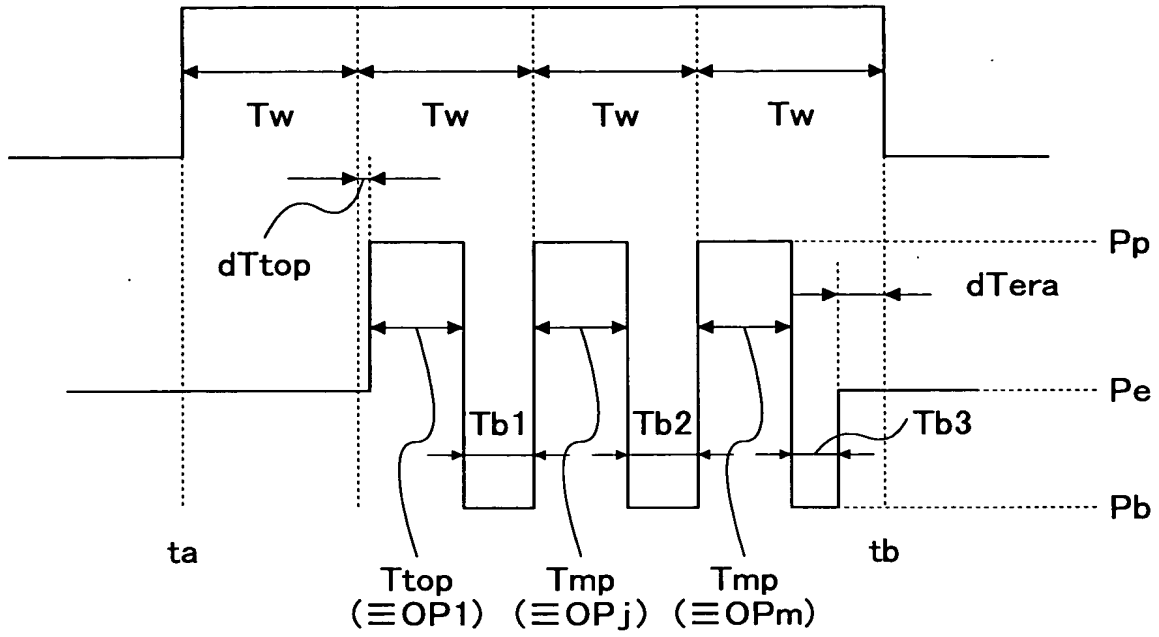 Tw Tw Tw Tw
dTtop
Pp
dTera
Pe
Tb1 Tb2 Tb3
Pb
ta tb
Ttop Tmp Tmp
(≡OP1) (≡OPj) (≡OPm)